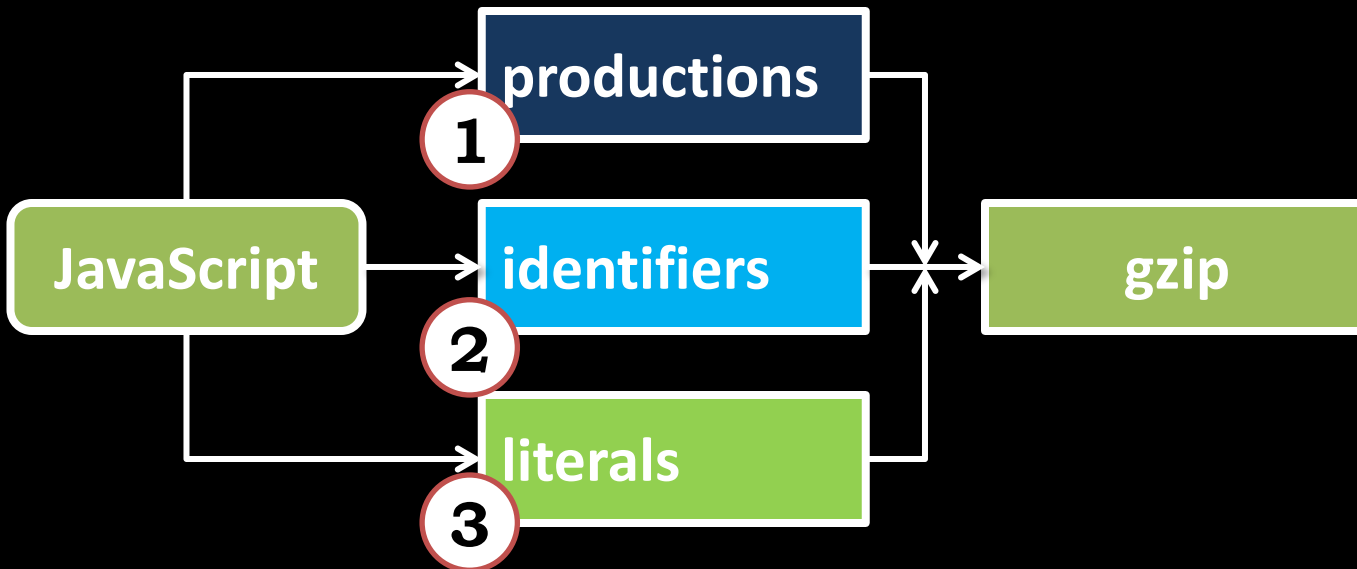 productions
1
JavaScript
identifiers
gzip
2
literals
3